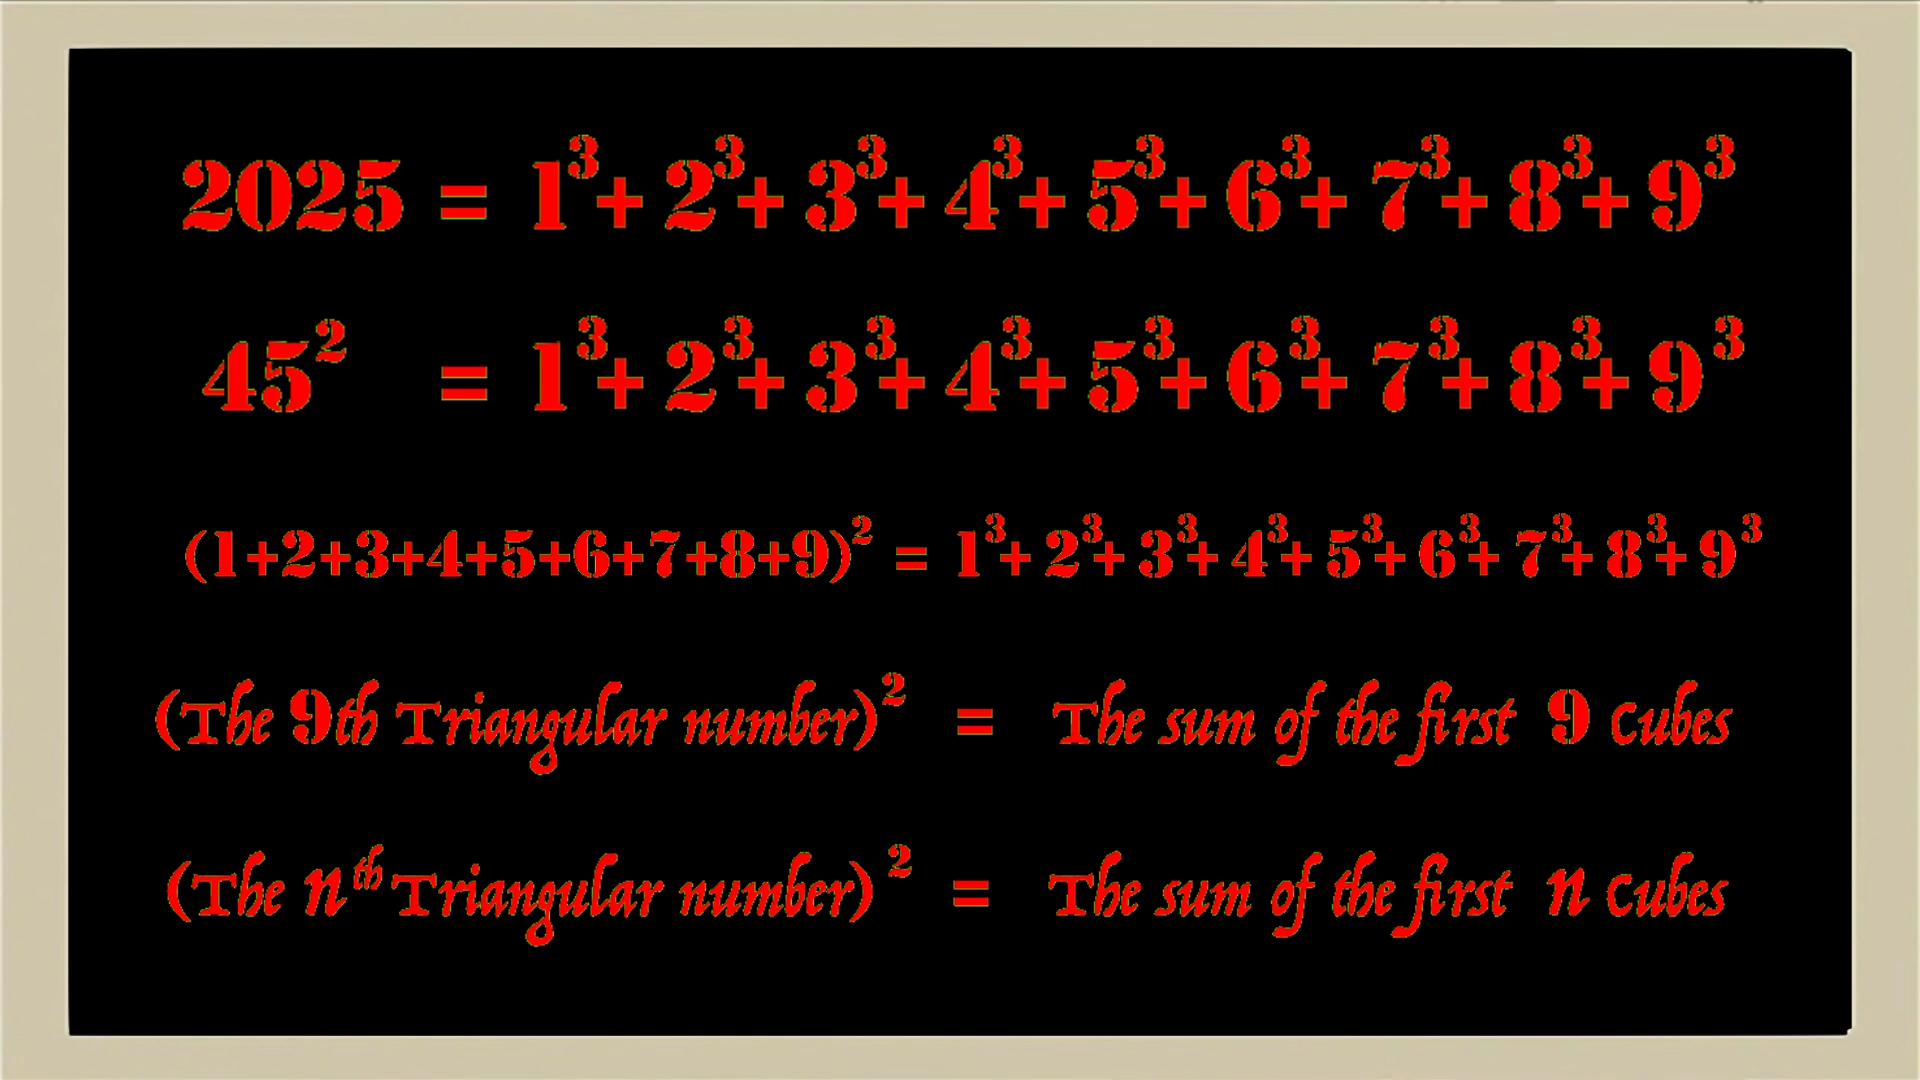 2025 = 1³+ 2³+ 3³+ 4³+ 5³+ 6³+ 7³+ 8³+ 9³
45² = 1³+ 2³+ 3³+ 4³+ 5³+ 6³+ 7³+ 8³+ 9³
(1+2+3+4+5+6+7+8+9)² = 1³+ 2³+ 3³+ 4³+ 5³+ 6³+ 7³+ 8³+ 9³
(The 9th Triangular number)² = The sum of the first 9 Cubes
(The nᵗʰ Triangular number)² = The sum of the first n Cubes